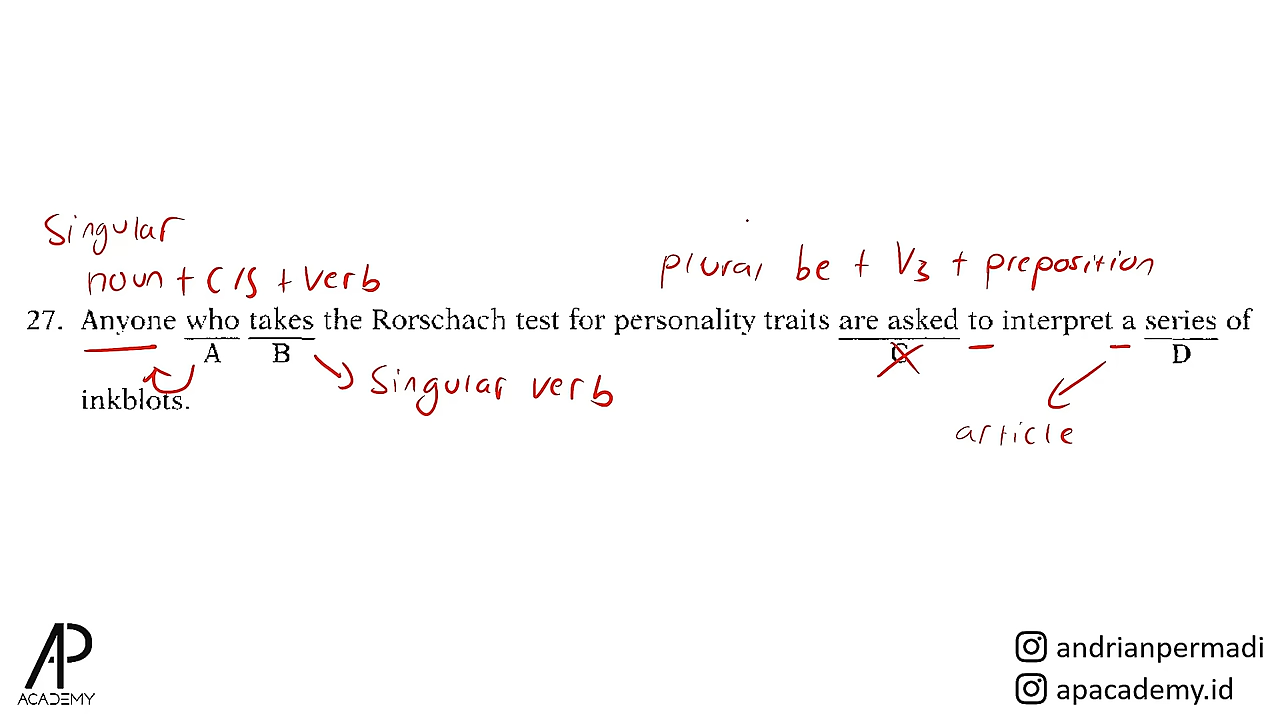 Singular
noun + C/S + verb
plural be + V3 + preposition
27. Anyone who takes the Rorschach test for personality traits are asked to interpret a series of
A B C D
Singular verb
inkblots.
article
AP
ACADEMY
andrianpermadi
apacademy.id